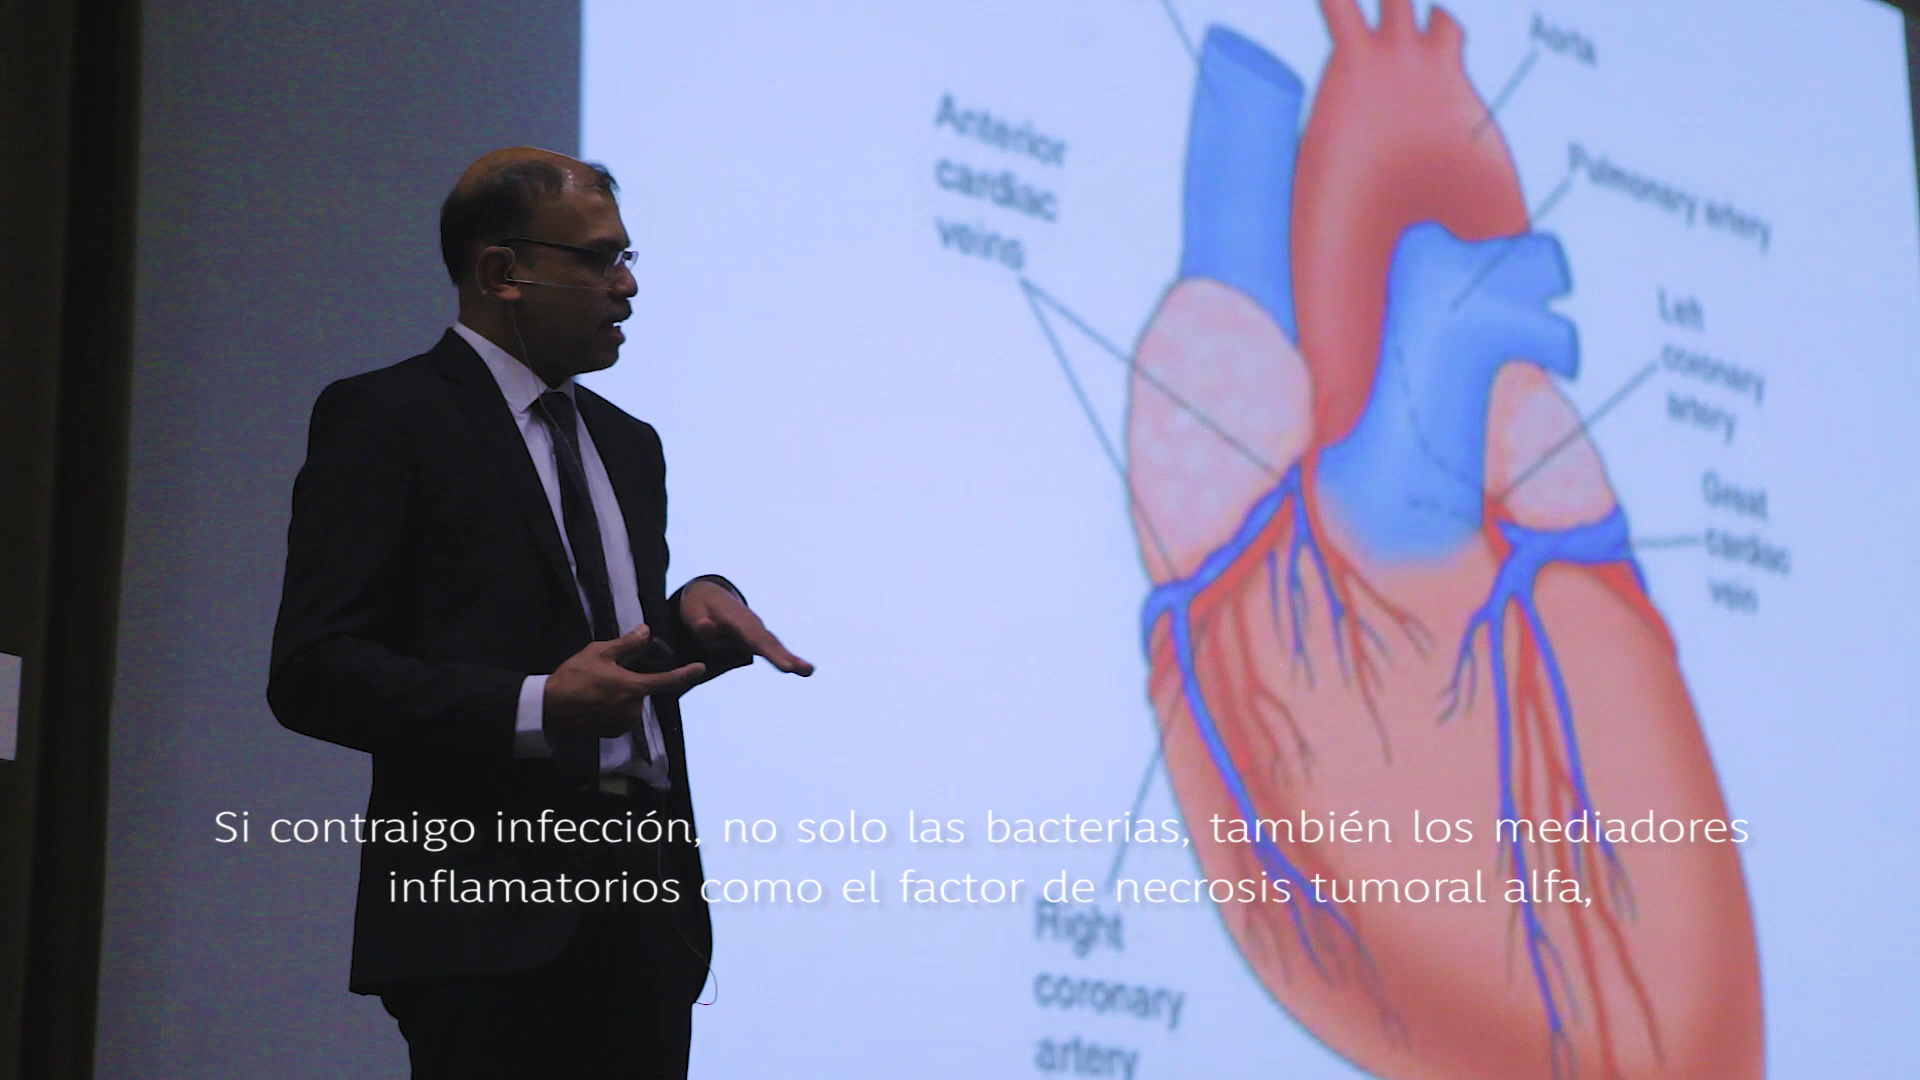 Aorta
Anterior
cardiac
veins
Pulmonary artery
Left
coronary
artery
Great
cardiac
vein
Si contraigo infección, no solo las bacterias, también los mediadores
inflamatorios como el factor de necrosis tumoral alfa,
Right
coronary
artery